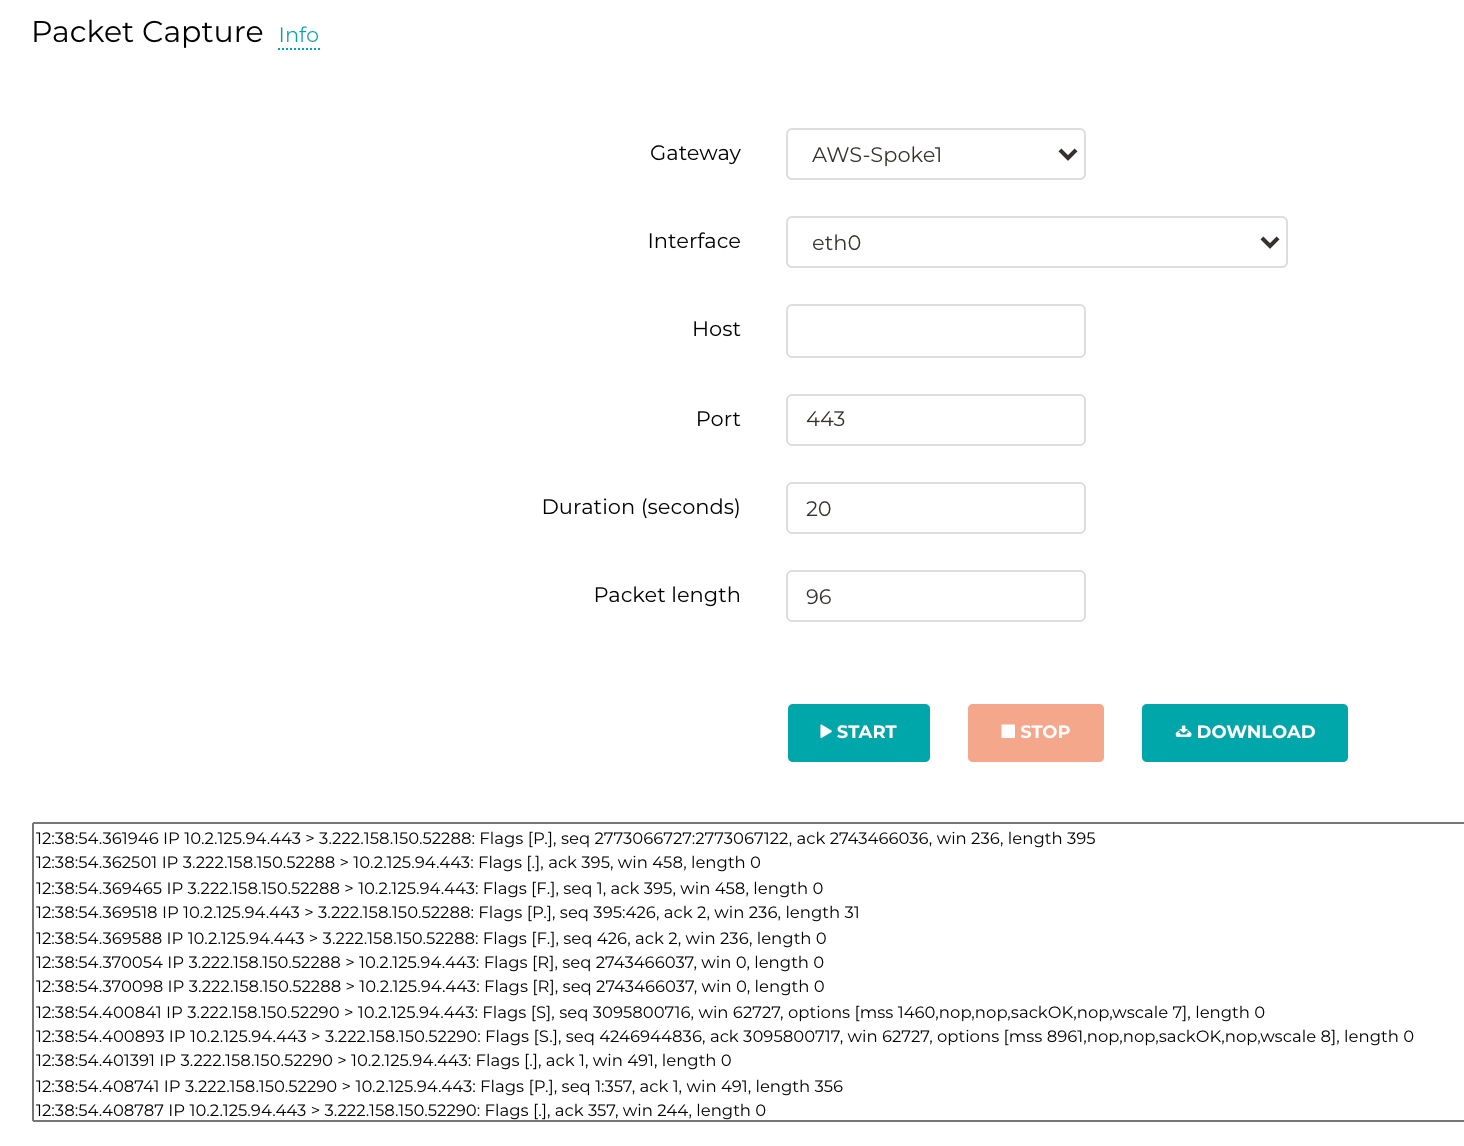 Packet Capture Info
Gateway AWS-Spoke1
Interface eth0
Host
Port 443
Duration (seconds) 20
Packet length 96
START STOP DOWNLOAD
12:38:54.361946 IP 10.2.125.94.443 > 3.222.158.150.52288: Flags [P.], seq 2773066727:2773067122, ack 2743466036, win 236, length 395
12:38:54.362501 IP 3.222.158.150.52288 > 10.2.125.94.443: Flags [.], ack 395, win 458, length 0
12:38:54.369465 IP 3.222.158.150.52288 > 10.2.125.94.443: Flags [F.], seq 1, ack 395, win 458, length 0
12:38:54.369518 IP 10.2.125.94.443 > 3.222.158.150.52288: Flags [P.], seq 395:426, ack 2, win 236, length 31
12:38:54.369588 IP 10.2.125.94.443 > 3.222.158.150.52288: Flags [F.], seq 426, ack 2, win 236, length 0
12:38:54.370054 IP 3.222.158.150.52288 > 10.2.125.94.443: Flags [R], seq 2743466037, win 0, length 0
12:38:54.370098 IP 3.222.158.150.52288 > 10.2.125.94.443: Flags [R], seq 2743466037, win 0, length 0
12:38:54.400841 IP 3.222.158.150.52290 > 10.2.125.94.443: Flags [S], seq 3095800716, win 62727, options [mss 1460,nop,nop,sackOK,nop,wscale 7], length 0
12:38:54.400893 IP 10.2.125.94.443 > 3.222.158.150.52290: Flags [S.], seq 4246944836, ack 3095800717, win 62727, options [mss 8961,nop,nop,sackOK,nop,wscale 8], length 0
12:38:54.401391 IP 3.222.158.150.52290 > 10.2.125.94.443: Flags [.], ack 1, win 491, length 0
12:38:54.408741 IP 3.222.158.150.52290 > 10.2.125.94.443: Flags [P.], seq 1:357, ack 1, win 491, length 356
12:38:54.408787 IP 10.2.125.94.443 > 3.222.158.150.52290: Flags [.], ack 357, win 244, length 0